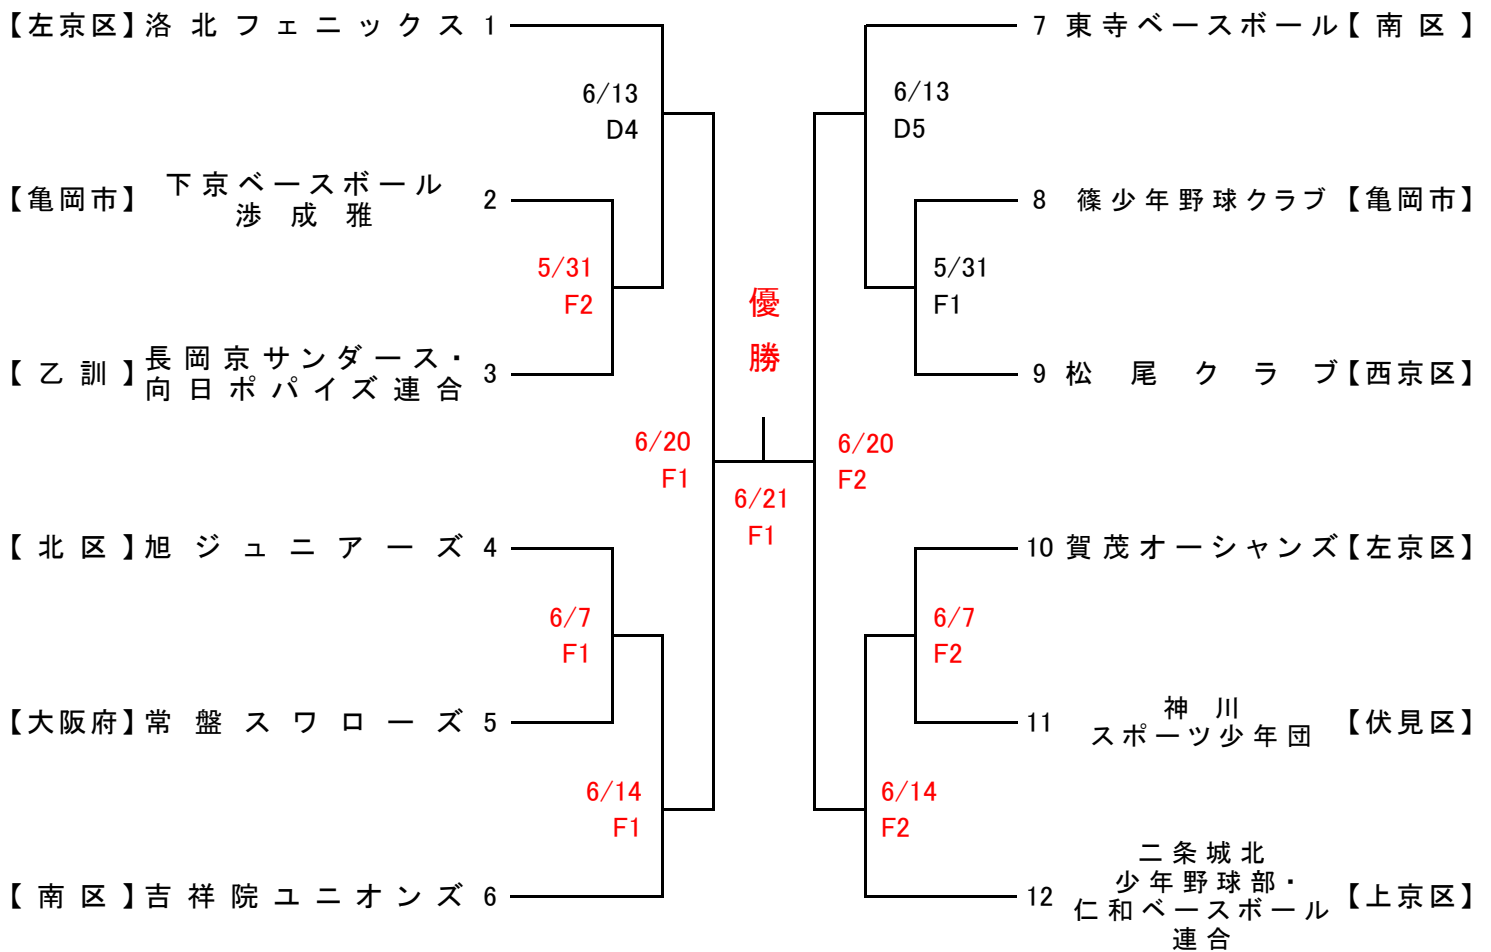 【左京区】洛北フェニックス 1
6/13
D4
【亀岡市】
下京ベースボール
渉成雅
2
5/31
F2
【乙訓】
長岡京サンダース・
向日ポパイズ連合
3
6/20
F1
【北区】旭ジュニアーズ 4
6/7
F1
【大阪府】常盤スワローズ 5
6/14
F1
【南区】吉祥院ユニオンズ 6
優
勝
6/21
F1
7 東寺ベースボール【南区】
6/13
D5
8 篠少年野球クラブ【亀岡市】
5/31
F1
9 松尾クラブ【西京区】
6/20
F2
10 賀茂オーシャンズ【左京区】
6/7
F2
11
神川
スポーツ少年団
【伏見区】
6/14
F2
12
二条城北
少年野球部・
仁和ベースボール
連合
【上京区】